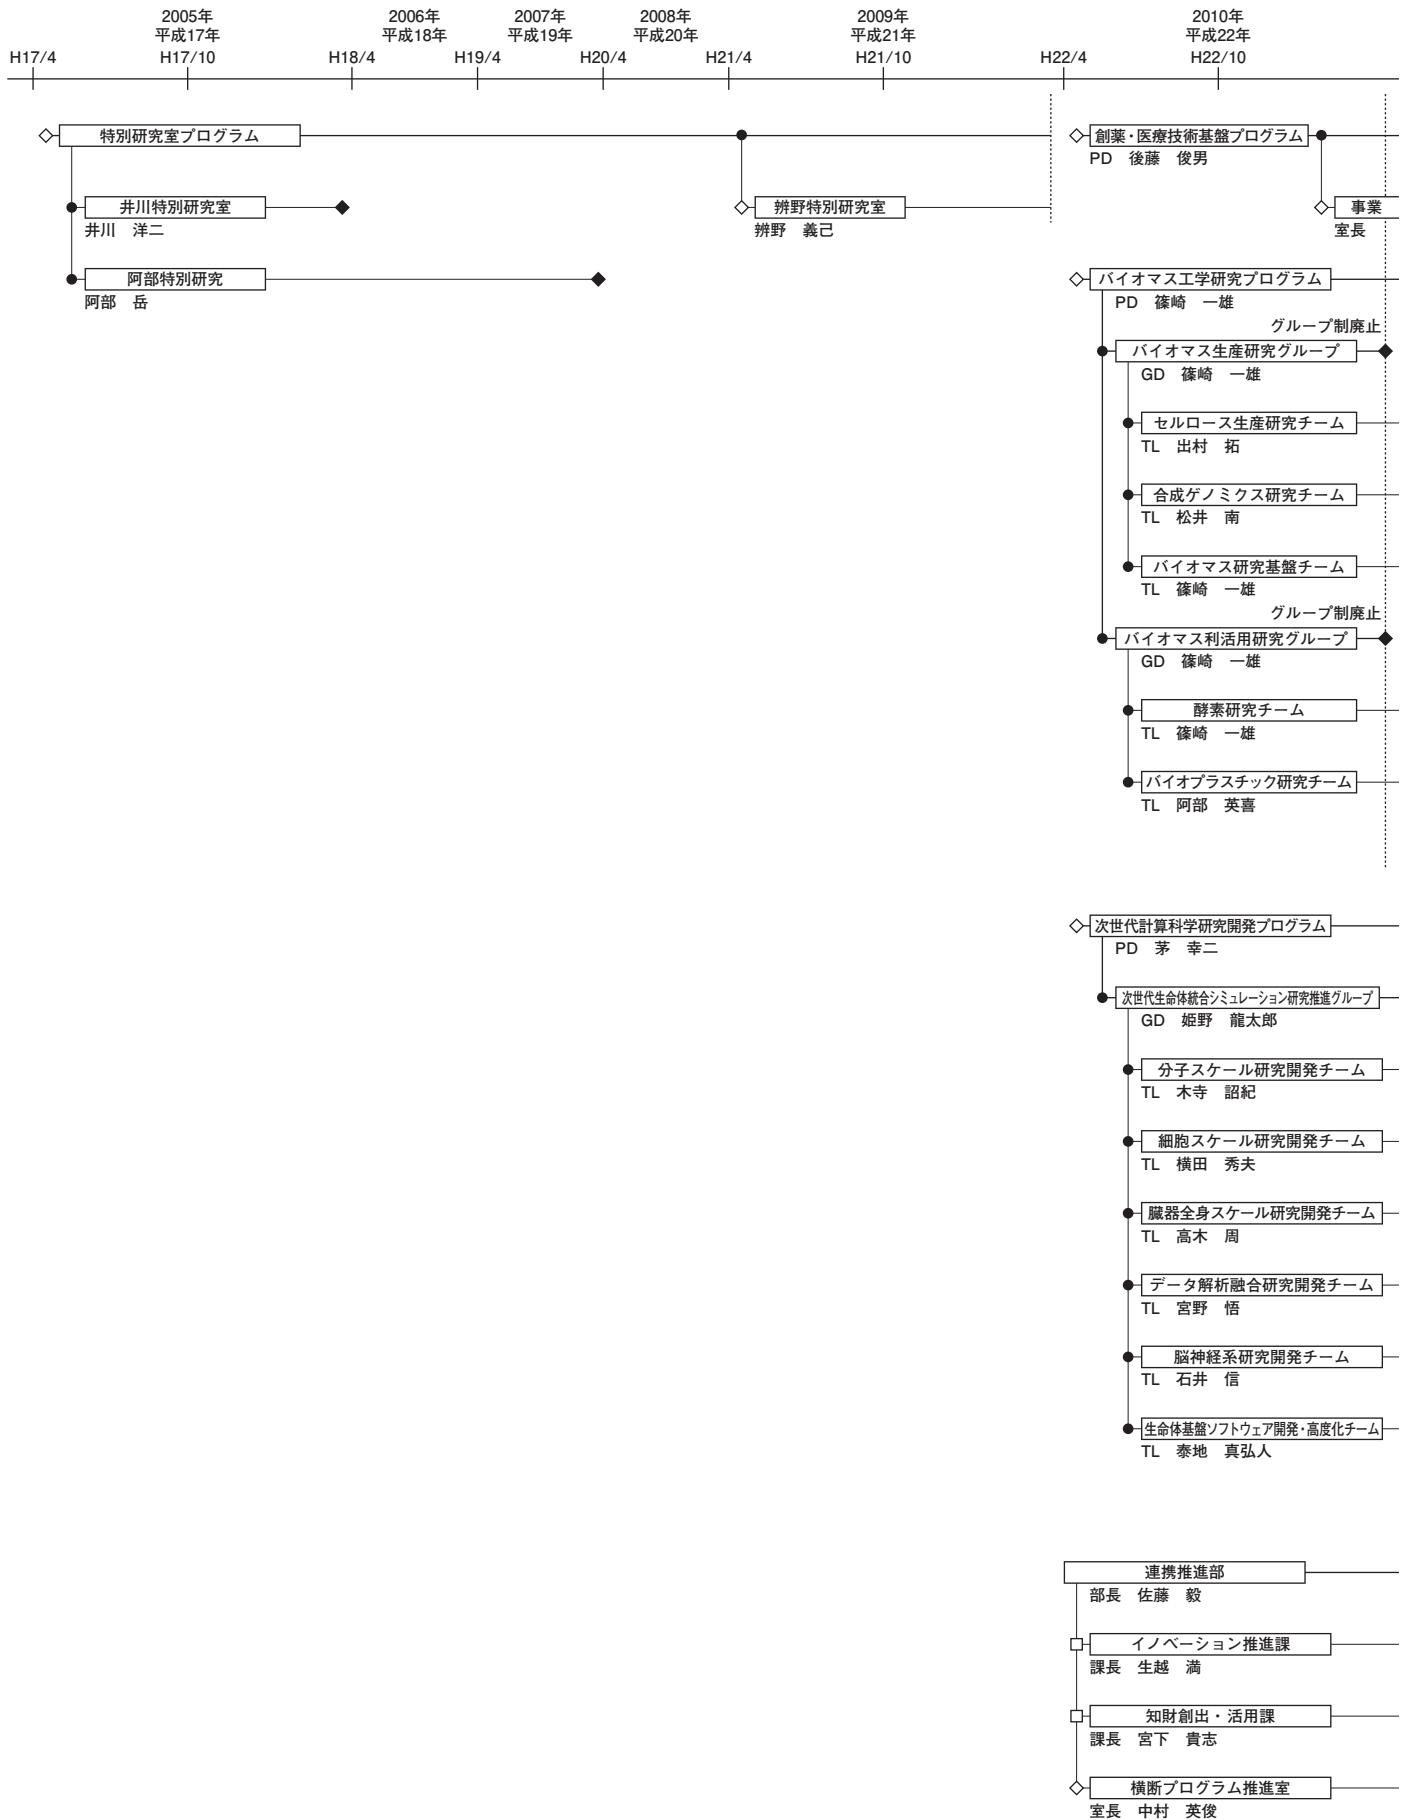 2005年
平成17年
2006年
平成18年
2007年
平成19年
2008年
平成20年
2009年
平成21年
2010年
平成22年
H17/4 H17/10 H18/4 H19/4 H20/4 H21/4 H21/10 H22/4 H22/10
特別研究室プログラム
井川特別研究室
井川 洋二
阿部特別研究
阿部 岳
辨野特別研究室
辨野 義己
創薬・医療技術基盤プログラム
PD 後藤 俊男
事業
室長
バイオマス工学研究プログラム
PD 篠崎 一雄
グループ制廃止
バイオマス生産研究グループ
GD 篠崎 一雄
セルロース生産研究チーム
TL 出村 拓
合成ゲノミクス研究チーム
TL 松井 南
バイオマス研究基盤チーム
TL 篠崎 一雄
グループ制廃止
バイオマス利活用研究グループ
GD 篠崎 一雄
酵素研究チーム
TL 篠崎 一雄
バイオプラスチック研究チーム
TL 阿部 英喜
次世代計算科学研究開発プログラム
PD 茅 幸二
次世代生命体統合シミュレーション研究推進グループ
GD 姫野 龍太郎
分子スケール研究開発チーム
TL 木寺 詔紀
細胞スケール研究開発チーム
TL 横田 秀夫
臓器全身スケール研究開発チーム
TL 高木 周
データ解析融合研究開発チーム
TL 宮野 悟
脳神経系研究開発チーム
TL 石井 信
生命体基盤ソフトウェア開発・高度化チーム
TL 泰地 真弘人
連携推進部
部長 佐藤 毅
イノベーション推進課
課長 生越 満
知財創出・活用課
課長 宮下 貴志
横断プログラム推進室
室長 中村 英俊